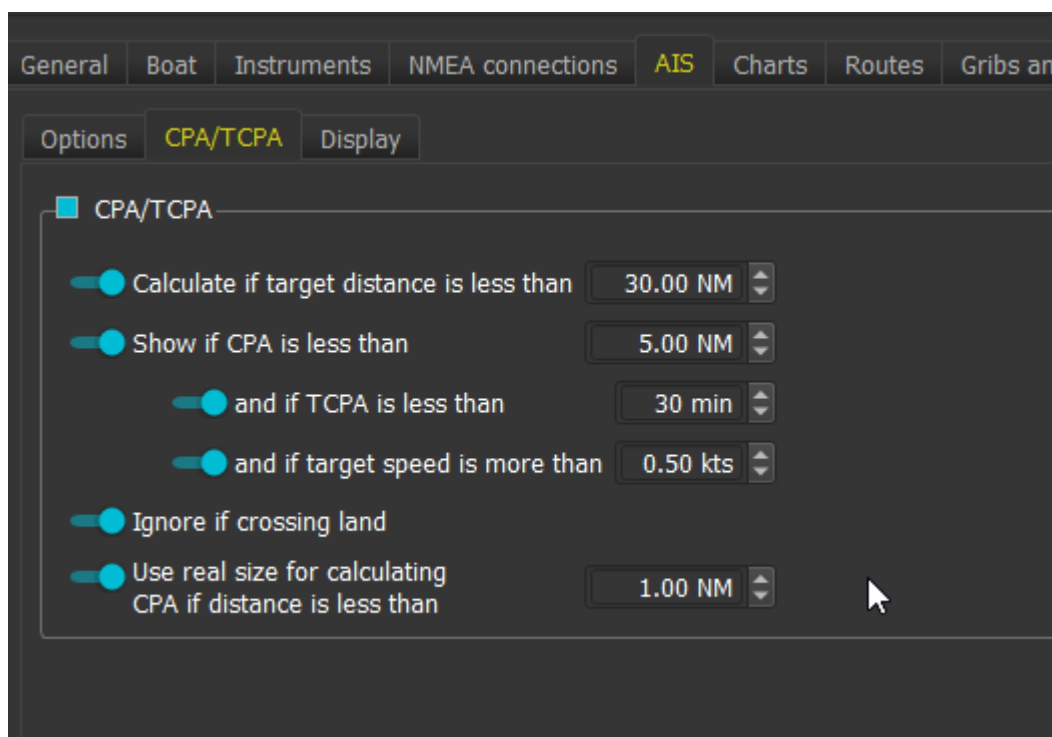 General Boat Instruments NMEA connections AIS Charts Routes Gribs an
Options CPA/TCPA Display
CPA/TCPA
Calculate if target distance is less than 30.00 NM
Show if CPA is less than 5.00 NM
and if TCPA is less than 30 min
and if target speed is more than 0.50 kts
Ignore if crossing land
Use real size for calculating
CPA if distance is less than 1.00 NM